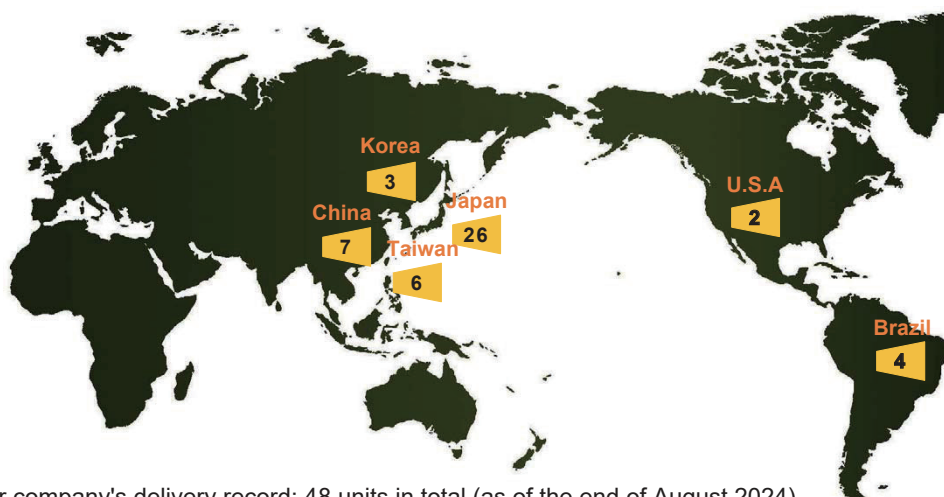 Korea
3
U.S.A
2
China
7
Japan
26
Taiwan
6
Brazil
4
r company's delivery record: 48 units in total (as of the end of August 2024)